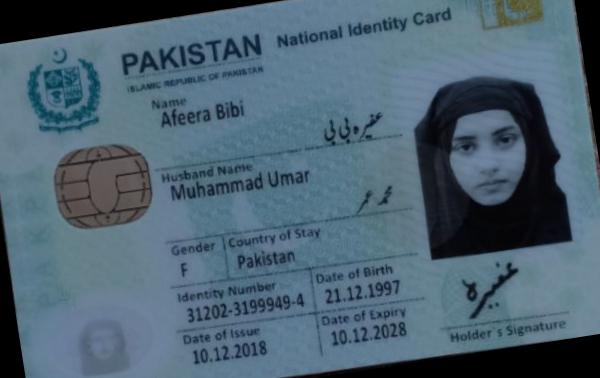 PAKISTAN National Identity Card
ISLAMIC REPUBLIC OF PAKISTAN
Name
Afeera Bibi
عفیرہ بی بی
Husband Name
Muhammad Umar
محمد عمر
Gender Country of Stay
F Pakistan
Identity Number Date of Birth
31202-3199949-4 21.12.1997
Date of Issue Date of Expiry
10.12.2018 10.12.2028
عفیرہ
Holder's Signature